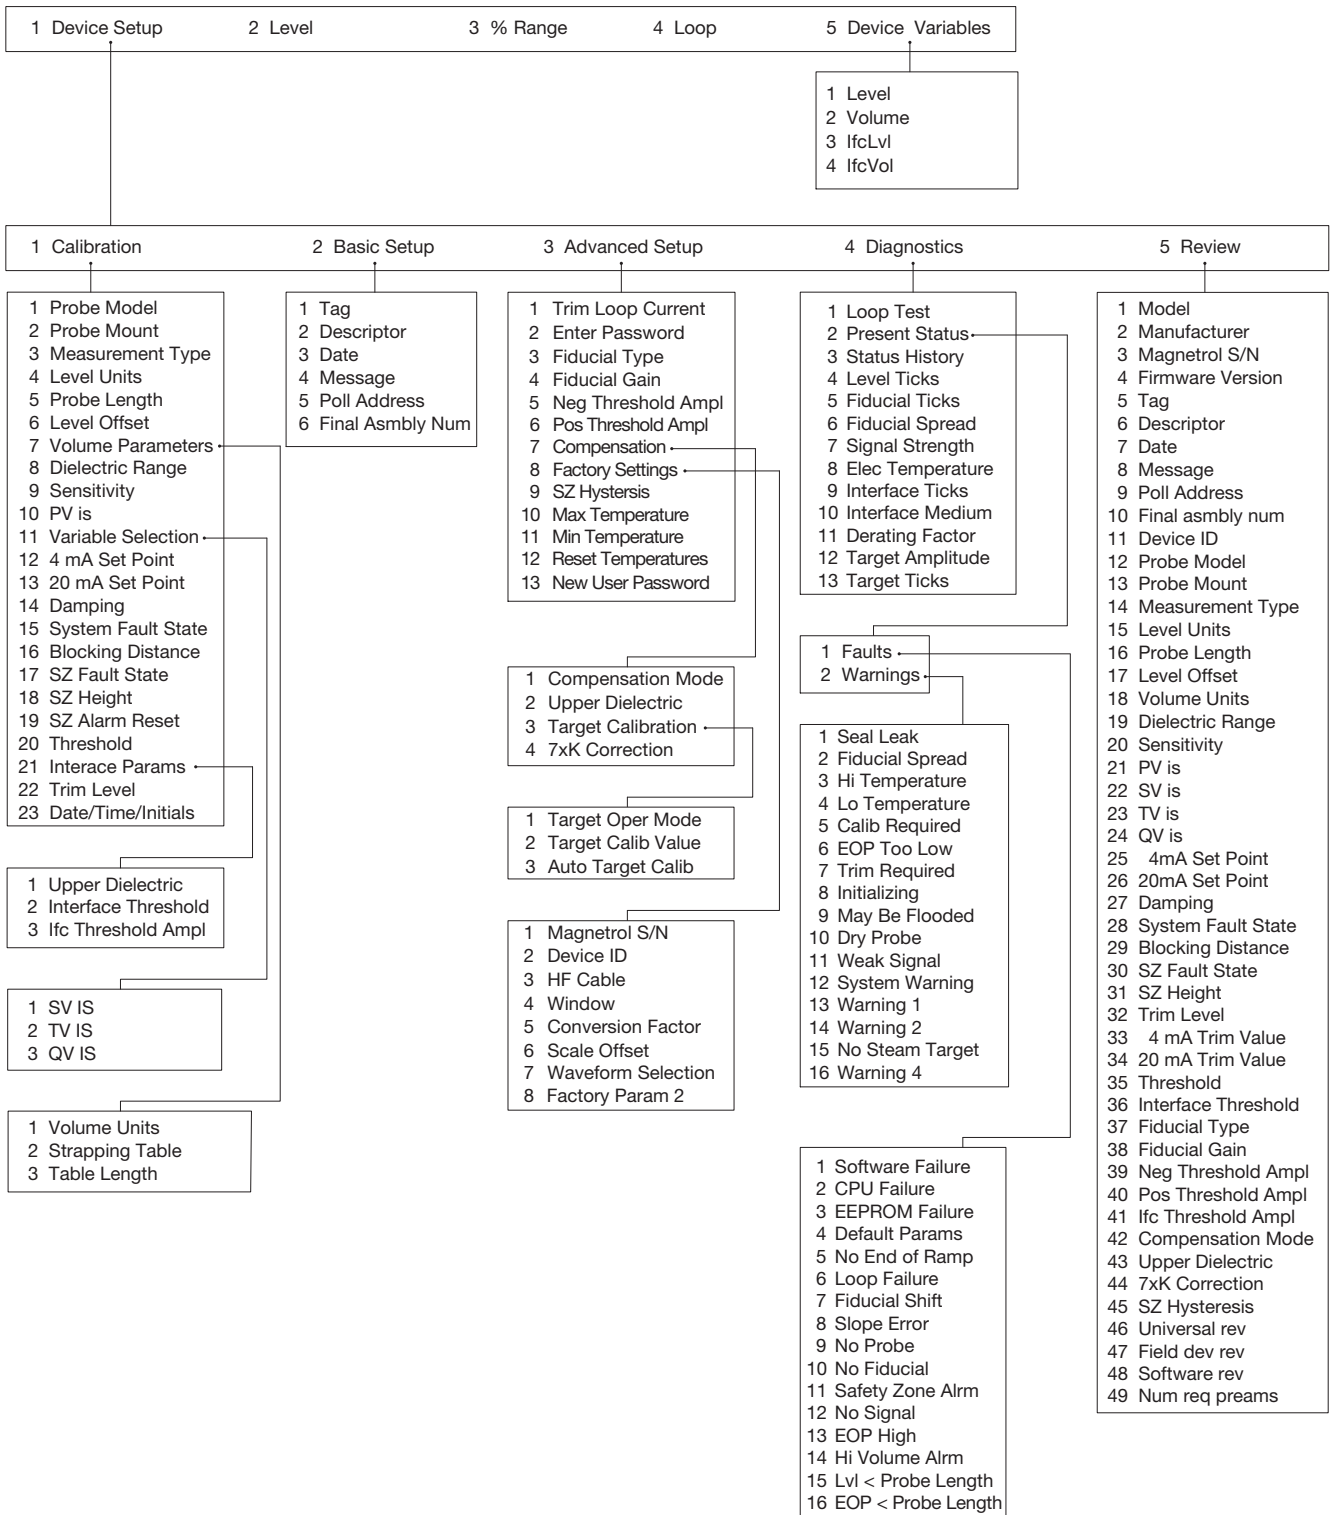 1 Device Setup 2 Level 3 % Range 4 Loop 5 Device Variables
1 Level
2 Volume
3 IfcLvl
4 IfcVol
1 Calibration 2 Basic Setup 3 Advanced Setup 4 Diagnostics 5 Review
1 Probe Model
2 Probe Mount
3 Measurement Type
4 Level Units
5 Probe Length
6 Level Offset
7 Volume Parameters
8 Dielectric Range
9 Sensitivity
10 PV is
11 Variable Selection
12 4 mA Set Point
13 20 mA Set Point
14 Damping
15 System Fault State
16 Blocking Distance
17 SZ Fault State
18 SZ Height
19 SZ Alarm Reset
20 Threshold
21 Interace Params
22 Trim Level
23 Date/Time/Initials
1 Upper Dielectric
2 Interface Threshold
3 Ifc Threshold Ampl
1 SV IS
2 TV IS
3 QV IS
1 Volume Units
2 Strapping Table
3 Table Length
1 Tag
2 Descriptor
3 Date
4 Message
5 Poll Address
6 Final Asmbly Num
1 Trim Loop Current
2 Enter Password
3 Fiducial Type
4 Fiducial Gain
5 Neg Threshold Ampl
6 Pos Threshold Ampl
7 Compensation
8 Factory Settings
9 SZ Hystersis
10 Max Temperature
11 Min Temperature
12 Reset Temperatures
13 New User Password
1 Compensation Mode
2 Upper Dielectric
3 Target Calibration
4 7xK Correction
1 Target Oper Mode
2 Target Calib Value
3 Auto Target Calib
1 Magnetrol S/N
2 Device ID
3 HF Cable
4 Window
5 Conversion Factor
6 Scale Offset
7 Waveform Selection
8 Factory Param 2
1 Loop Test
2 Present Status
3 Status History
4 Level Ticks
5 Fiducial Ticks
6 Fiducial Spread
7 Signal Strength
8 Elec Temperature
9 Interface Ticks
10 Interface Medium
11 Derating Factor
12 Target Amplitude
13 Target Ticks
1 Faults
2 Warnings
1 Seal Leak
2 Fiducial Spread
3 Hi Temperature
4 Lo Temperature
5 Calib Required
6 EOP Too Low
7 Trim Required
8 Initializing
9 May Be Flooded
10 Dry Probe
11 Weak Signal
12 System Warning
13 Warning 1
14 Warning 2
15 No Steam Target
16 Warning 4
1 Software Failure
2 CPU Failure
3 EEPROM Failure
4 Default Params
5 No End of Ramp
6 Loop Failure
7 Fiducial Shift
8 Slope Error
9 No Probe
10 No Fiducial
11 Safety Zone Alrm
12 No Signal
13 EOP High
14 Hi Volume Alrm
15 Lvl < Probe Length
16 EOP < Probe Length
1 Model
2 Manufacturer
3 Magnetrol S/N
4 Firmware Version
5 Tag
6 Descriptor
7 Date
8 Message
9 Poll Address
10 Final asmbly num
11 Device ID
12 Probe Model
13 Probe Mount
14 Measurement Type
15 Level Units
16 Probe Length
17 Level Offset
18 Volume Units
19 Dielectric Range
20 Sensitivity
21 PV is
22 SV is
23 TV is
24 QV is
25 4mA Set Point
26 20mA Set Point
27 Damping
28 System Fault State
29 Blocking Distance
30 SZ Fault State
31 SZ Height
32 Trim Level
33 4 mA Trim Value
34 20 mA Trim Value
35 Threshold
36 Interface Threshold
37 Fiducial Type
38 Fiducial Gain
39 Neg Threshold Ampl
40 Pos Threshold Ampl
41 Ifc Threshold Ampl
42 Compensation Mode
43 Upper Dielectric
44 7xK Correction
45 SZ Hysteresis
46 Universal rev
47 Field dev rev
48 Software rev
49 Num req preams